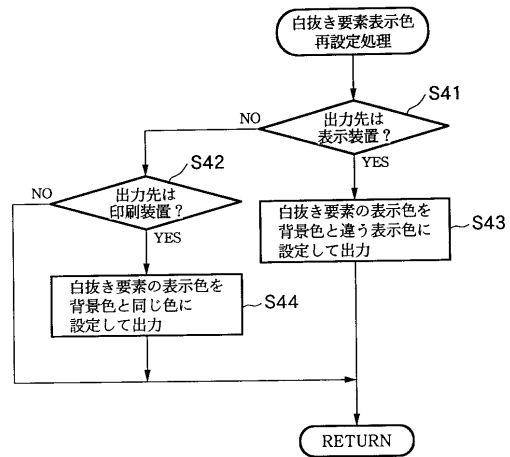 白抜き要素表示色
再設定処理
S41
出力先は
表示装置？
NO
YES
S42
出力先は
印刷装置？
NO
YES
白抜き要素の表示色を
背景色と違う表示色に
設定して出力
S43
白抜き要素の表示色を
背景色と同じ色に
設定して出力
S44
RETURN